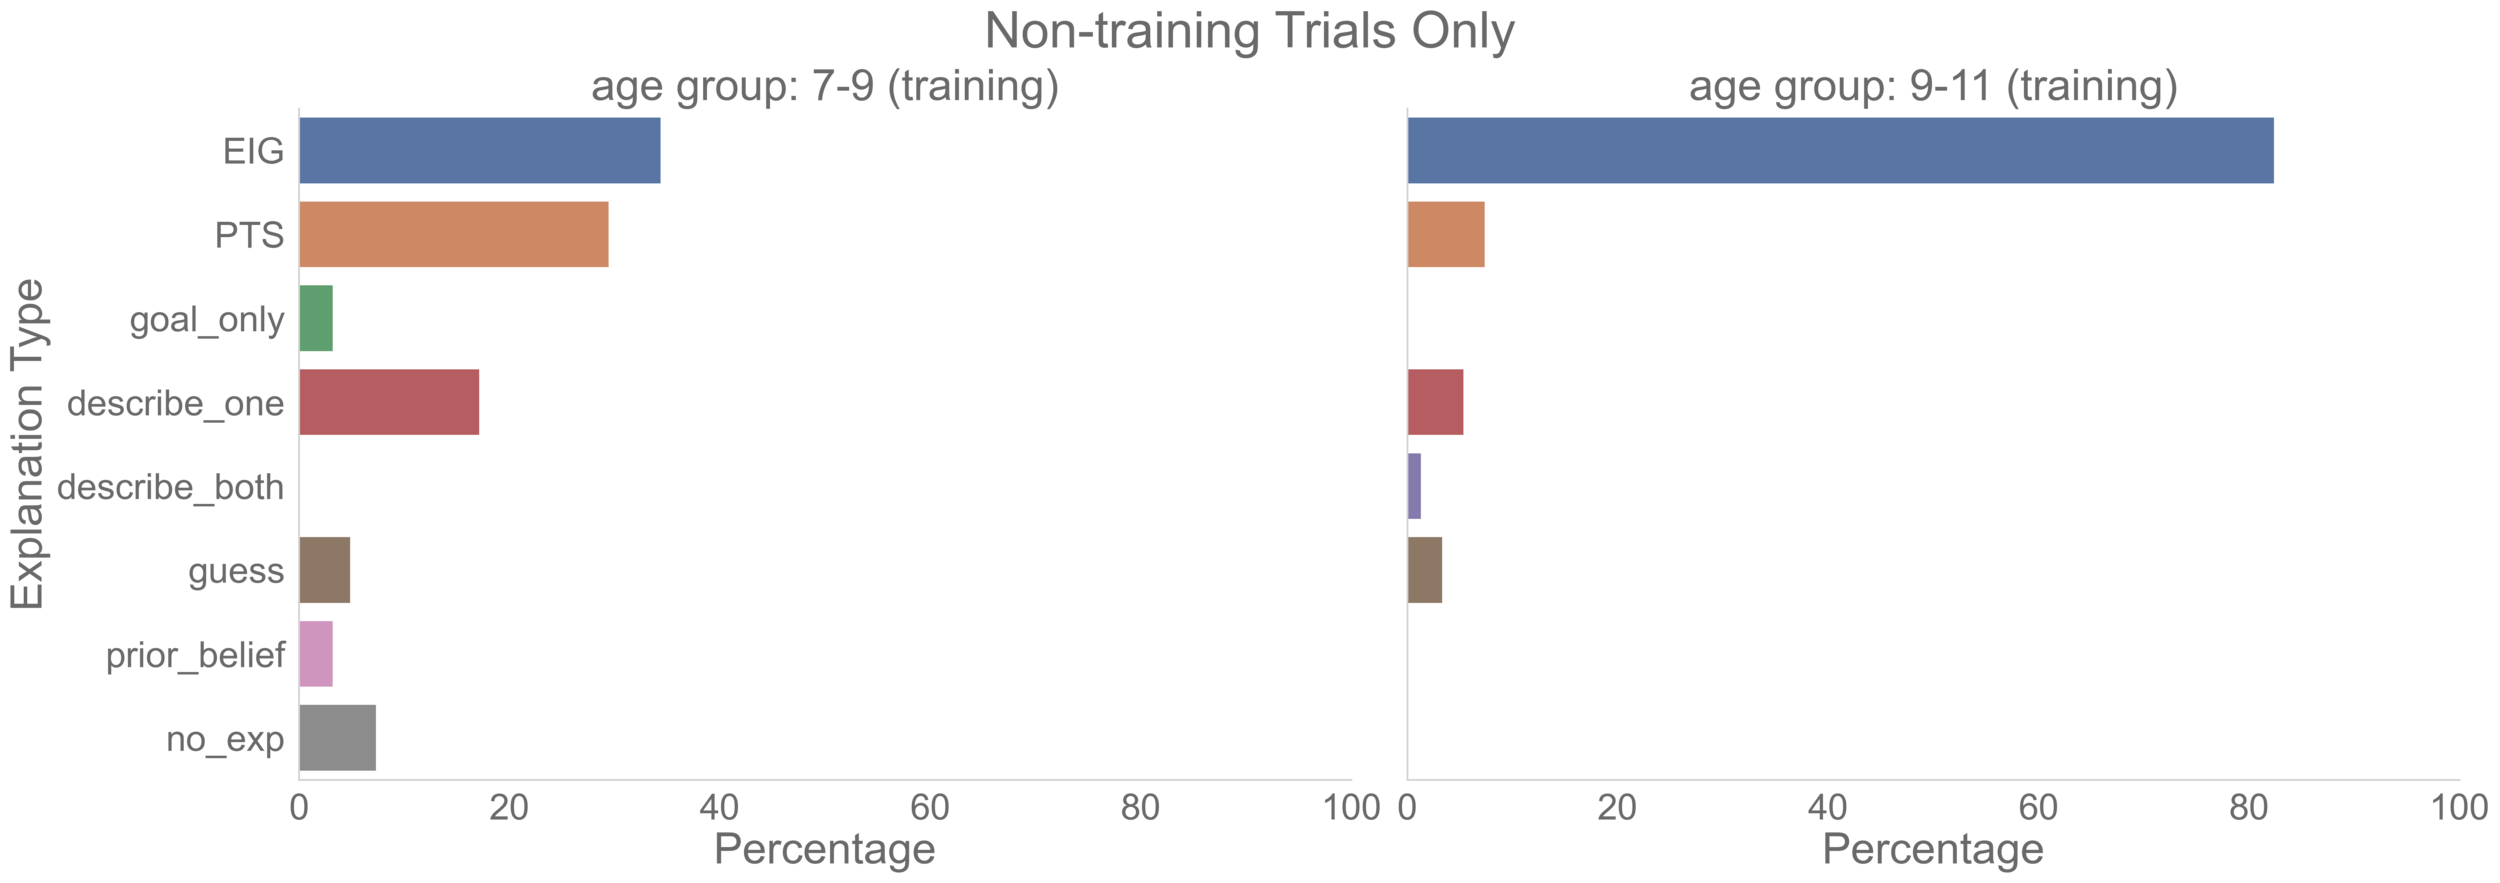 Non-training Trials Only
age group: 7-9 (training)
age group: 9-11 (training)
Explanation Type
EIG
PTS
goal_only
describe_one
describe_both
guess
prior_belief
no_exp
0 20 40 60 80 100
0 20 40 60 80 100
Percentage
Percentage